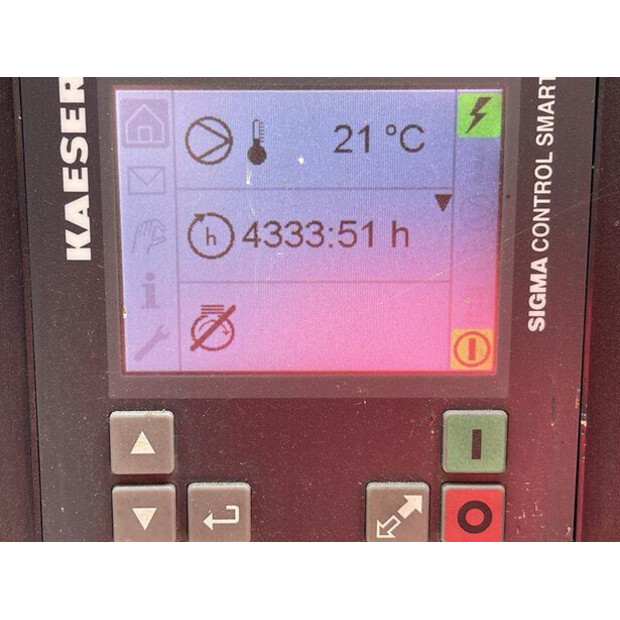 KAESER
21 °C
h 4333:51 h
SIGMA CONTROL SMART